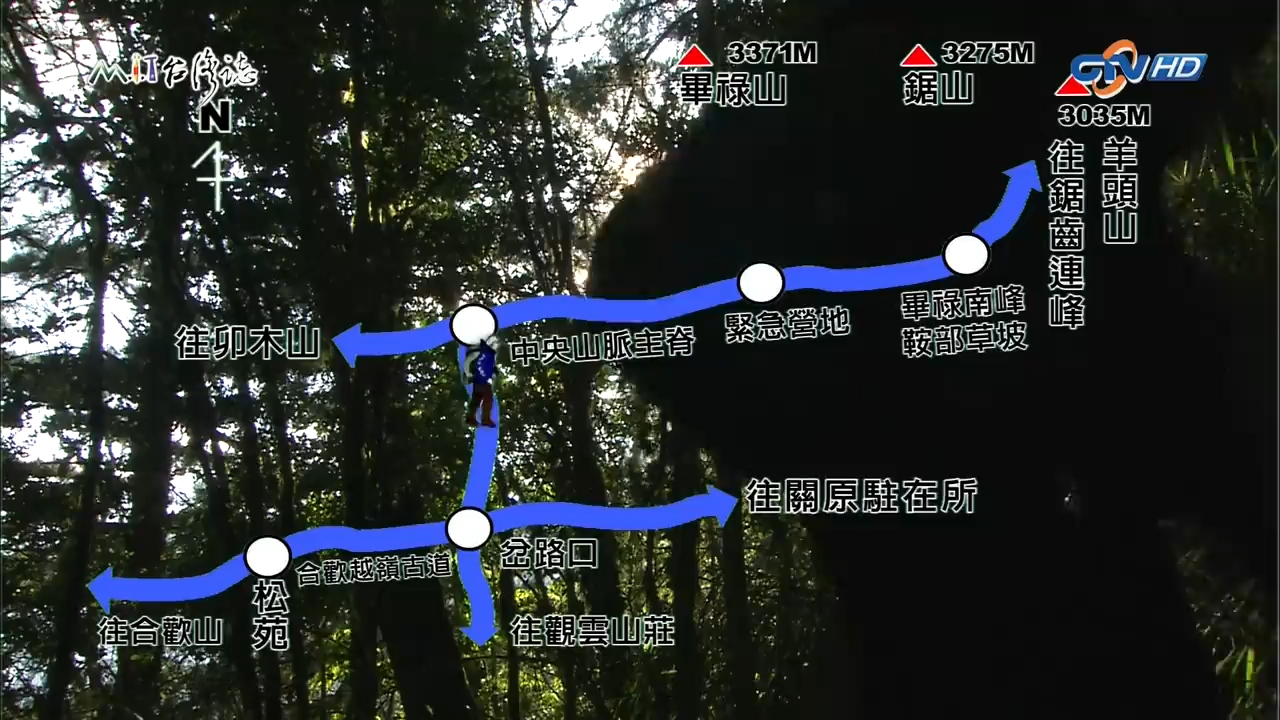 MIT台灣誌
N
3371M
畢祿山
3275M
鋸山
CTV HD
3035M
羊頭山
往鋸齒連峰
往卯木山
中央山脈主脊
緊急營地
畢祿南峰
鞍部草坡
往關原駐在所
岔路口
合歡越嶺古道
松苑
往合歡山
往觀雲山莊